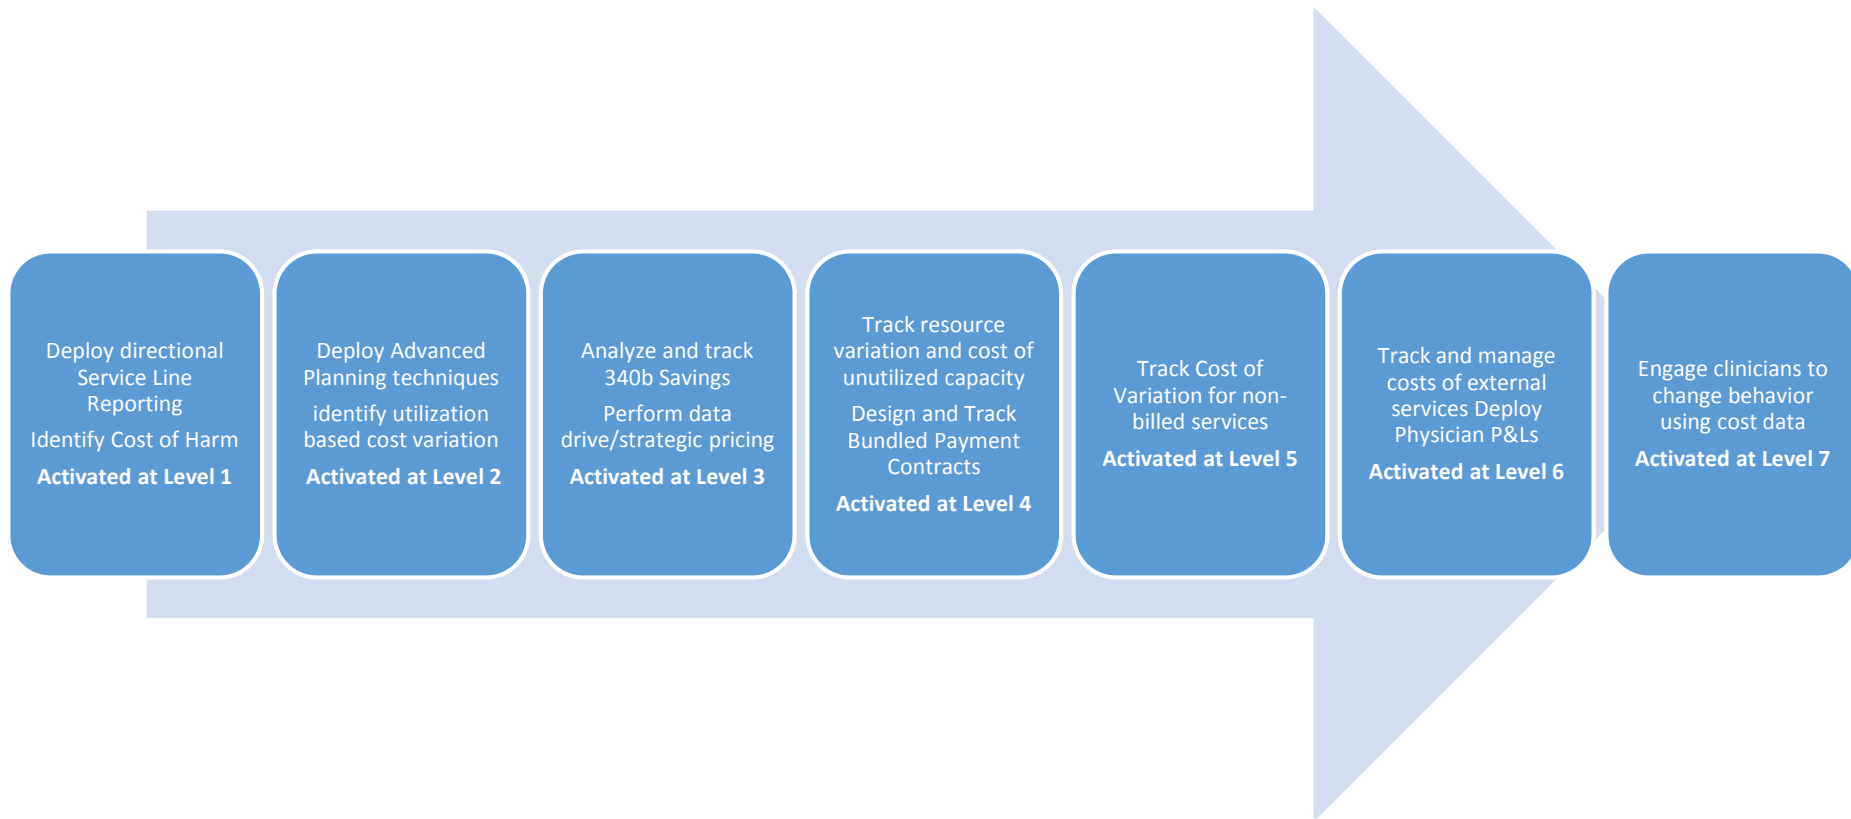 Deploy directional
Service Line
Reporting
Identify Cost of Harm
Activated at Level 1
Deploy Advanced
Planning techniques
identify utilization
based cost variation
Activated at Level 2
Analyze and track
340b Savings
Perform data
drive/strategic pricing
Activated at Level 3
Track resource
variation and cost of
unutilized capacity
Design and Track
Bundled Payment
Contracts
Activated at Level 4
Track Cost of
Variation for non-
billed services
Activated at Level 5
Track and manage
costs of external
services Deploy
Physician P&Ls
Activated at Level 6
Engage clinicians to
change behavior
using cost data
Activated at Level 7